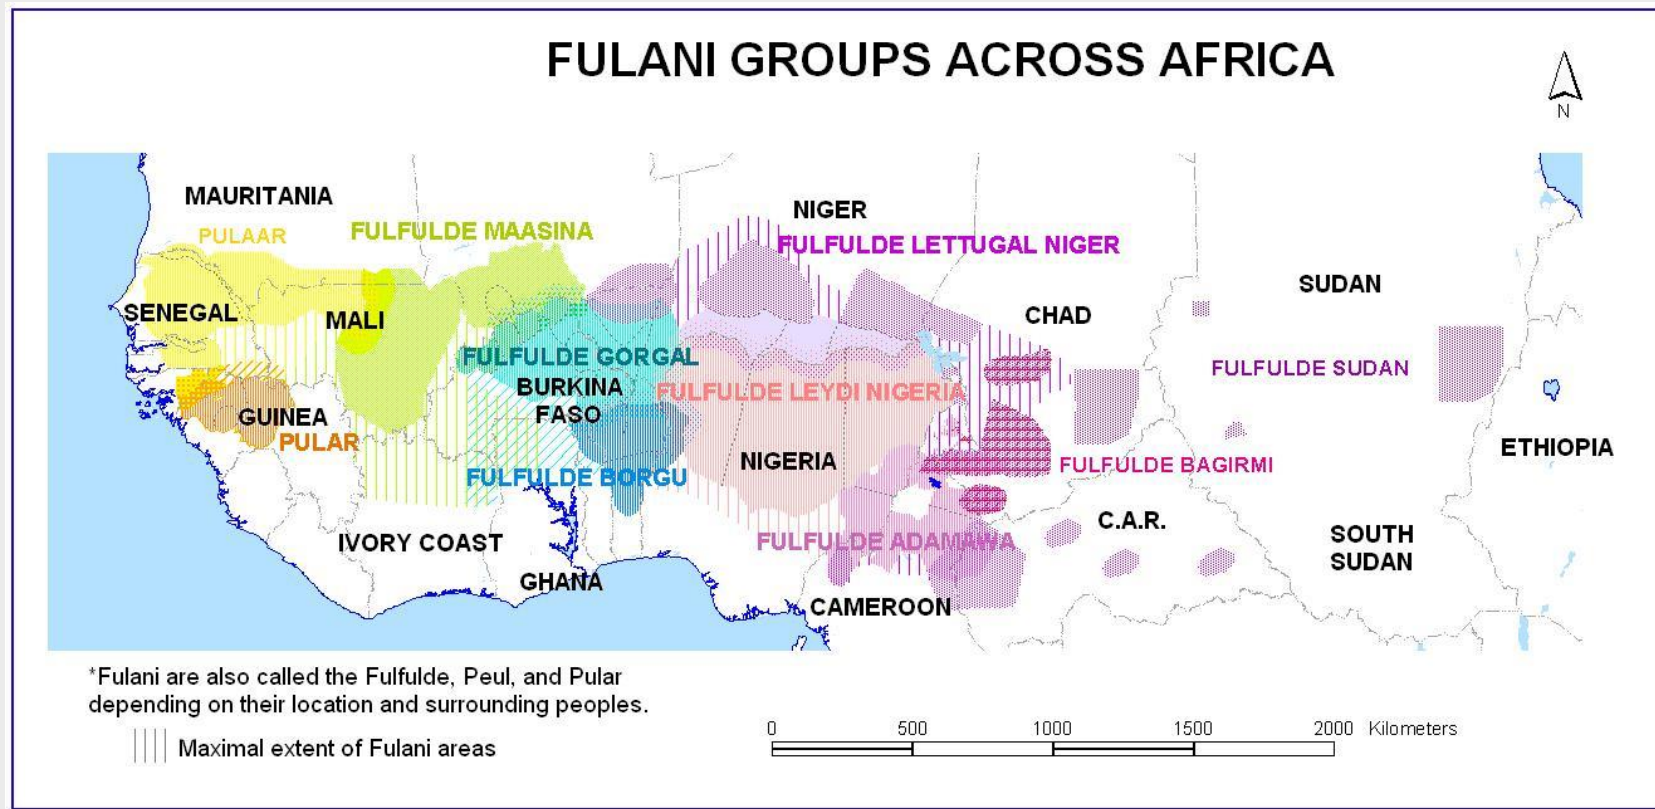 FULANI GROUPS ACROSS AFRICA
N
MAURITANIA
NIGER
PULAAR
FULFULDE MAASINA
FULFULDE LETTUGAL NIGER
SUDAN
SENEGAL
MALI
CHAD
FULFULDE GORGAL
FULFULDE SUDAN
BURKINA
FASO
FULFULDE LEYDI NIGERIA
GUINEA
PULAR
ETHIOPIA
NIGERIA
FULFULDE BAGIRMI
FULFULDE BORGU
C.A.R.
SOUTH
SUDAN
IVORY COAST
FULFULDE ADAMAWA
GHANA
CAMEROON
*Fulani are also called the Fulfulde, Peul, and Pular
depending on their location and surrounding peoples.
Maximal extent of Fulani areas
0 500 1000 1500 2000 Kilometers